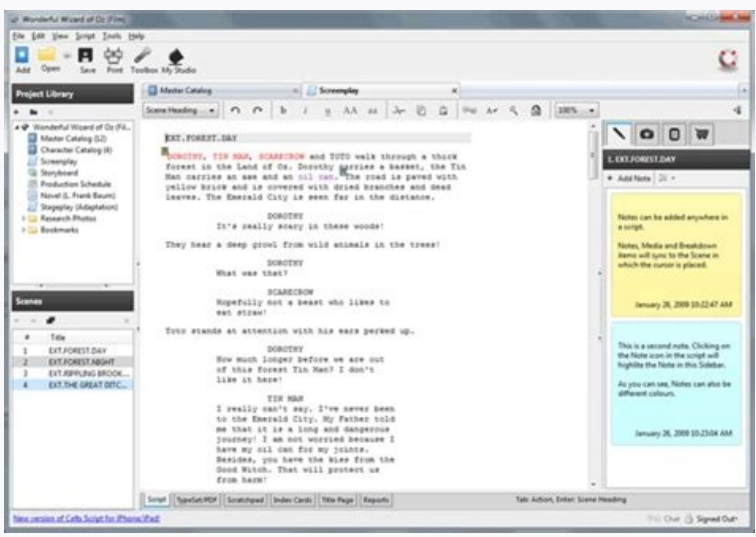 Wonderful Wizard of Oz (Film)
File Edit View Script Tools Help
Add Open Save Print Toolbox My Studio
Project Library
Wonderful Wizard of Oz (Fil...
Master Catalog (12)
Character Catalog (4)
Screenplay
Storyboard
Production Schedule
Novel (L. Frank Baum)
Stageplay (Adaptation)
Research Photos
Bookmarks
Scenes
# Title
1 EXT.FOREST.DAY
2 EXT.FOREST.NIGHT
3 EXT.RIPPLING BROOK....
4 EXT.THE GREAT DITC...
Master Catalog Screenplay
Scene Heading b i u AA aa 100%
EXT.FOREST.DAY
DOROTHY, TIN MAN, SCARECROW and TOTO walk through a thick
forest in the Land of Oz. Dorothy carries a basket, the Tin
Man carries an axe and an oil can. The road is paved with
yellow brick and is covered with dried branches and dead
leaves. The Emerald City is seen far in the distance.
DOROTHY
It's really scary in these woods!
They hear a deep growl from wild animals in the trees!
DOROTHY
What was that?
SCARECROW
Hopefully not a beast who likes to
eat straw!
Toto stands at attention with his ears perked up.
DOROTHY
How much longer before we are out
of this forest Tin Man? I don't
like it here!
TIN MAN
I really can't say. I've never been
to the Emerald City. My Father told
me that it is a long and dangerous
journey! I am not worried because I
have my oil can for my joints.
Besides, you have the kiss from the
Good Witch. That will protect us
from harm!
Script TypeSet/PDF Scratchpad Index Cards Title Page Reports
Tab: Action, Enter: Scene Heading
1. EXT.FOREST.DAY
Add Note
Notes can be added anywhere in
a script.
Notes, Media and Breakdown
items will sync to the Scene in
which the cursor is placed.
January 26, 2009 10:22:47 AM
This is a second note. Clicking on
the Note icon in the script will
highlite the Note in this Sidebar.
As you can see, Notes can also be
different colours.
January 26, 2009 10:23:04 AM
New version of Celtx Script for iPhone/iPad!
Chat Signed Out